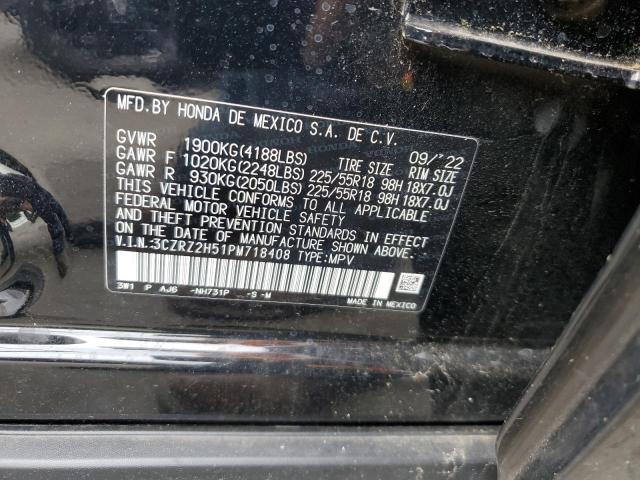 MFD.BY HONDA DE MEXICO S.A. DE C.V.
09/'22
GVWR 1900KG(4188LBS) TIRE SIZE RIM SIZE
GAWR F 1020KG(2248LBS) 225/55R18 98H 18X7.0J
GAWR R 930KG(2050LBS) 225/55R18 98H 18X7.0J
THIS VEHICLE CONFORMS TO ALL APPLICABLE
FEDERAL MOTOR VEHICLE SAFETY
AND THEFT PREVENTION STANDARDS IN EFFECT
ON THE DATE OF MANUFACTURE SHOWN ABOVE.
V.I.N.:3CZRZ2H51PM718408 TYPE:MPV
3W1 P AJ6 -NH731P -S -M
MADE IN MEXICO